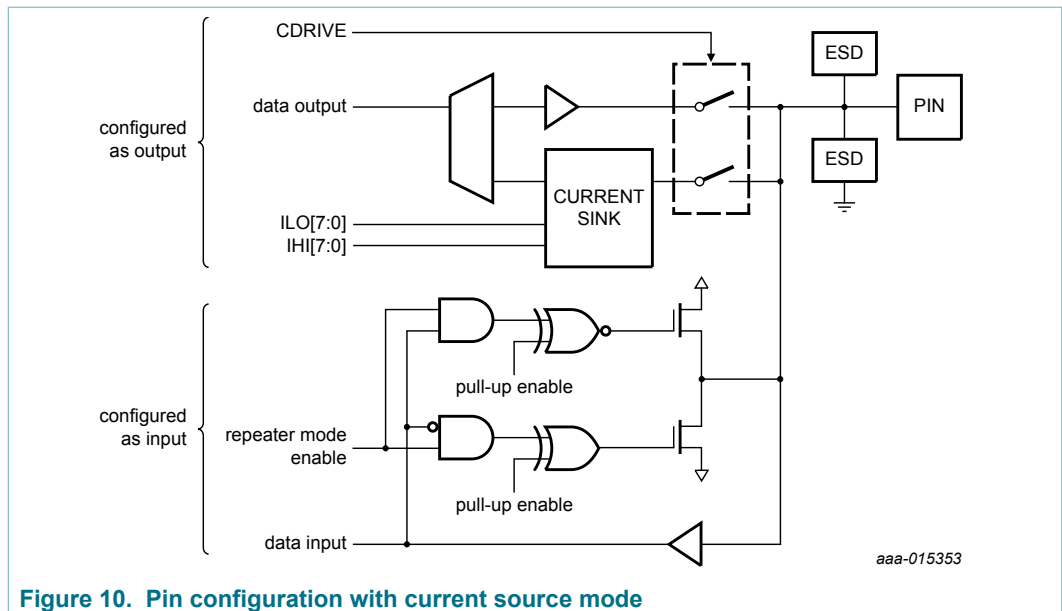 CDRIVE
data output
configured
as output
ILO[7:0]
IHI[7:0]
CURRENT
SINK
ESD
PIN
ESD
pull-up enable
configured
as input
repeater mode
enable
pull-up enable
data input
aaa-015353
Figure 10. Pin configuration with current source mode